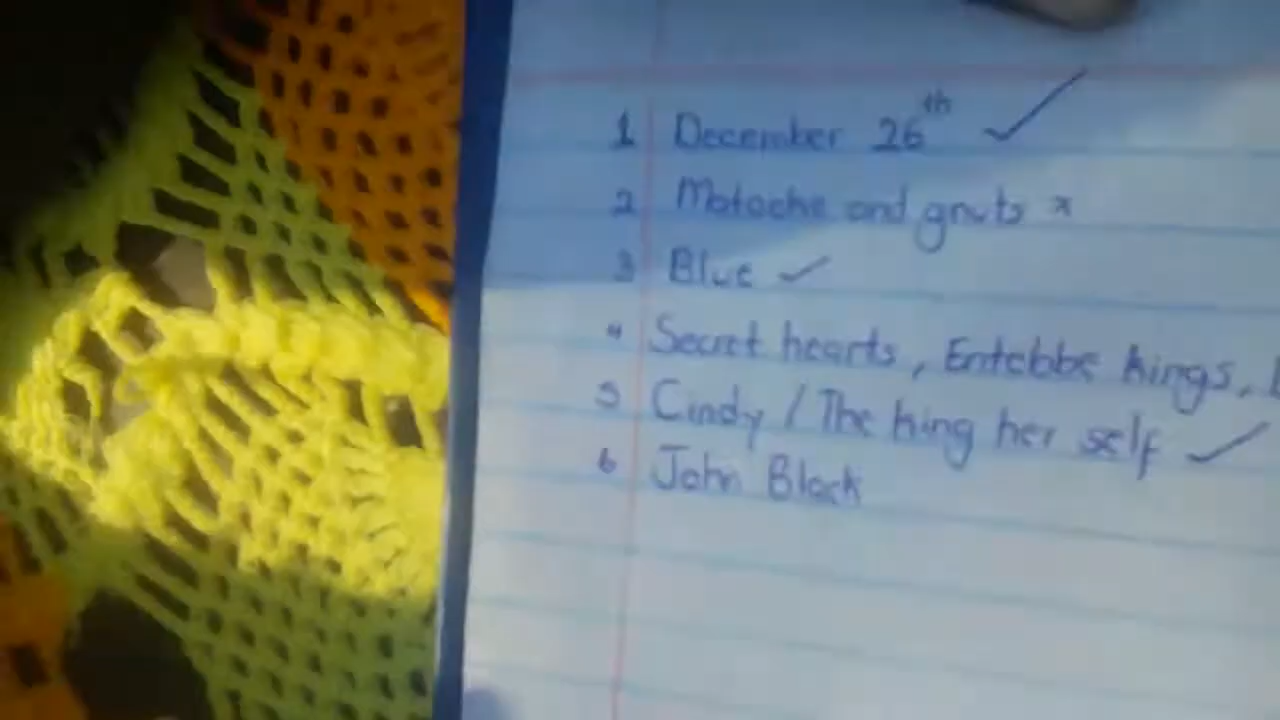 1 December 26th ✓
2 Matooke and gnuts x
3 Blue ✓
4 Secret hearts, Entebbe kings,
5 Cindy / The king her self ✓
6 John Black